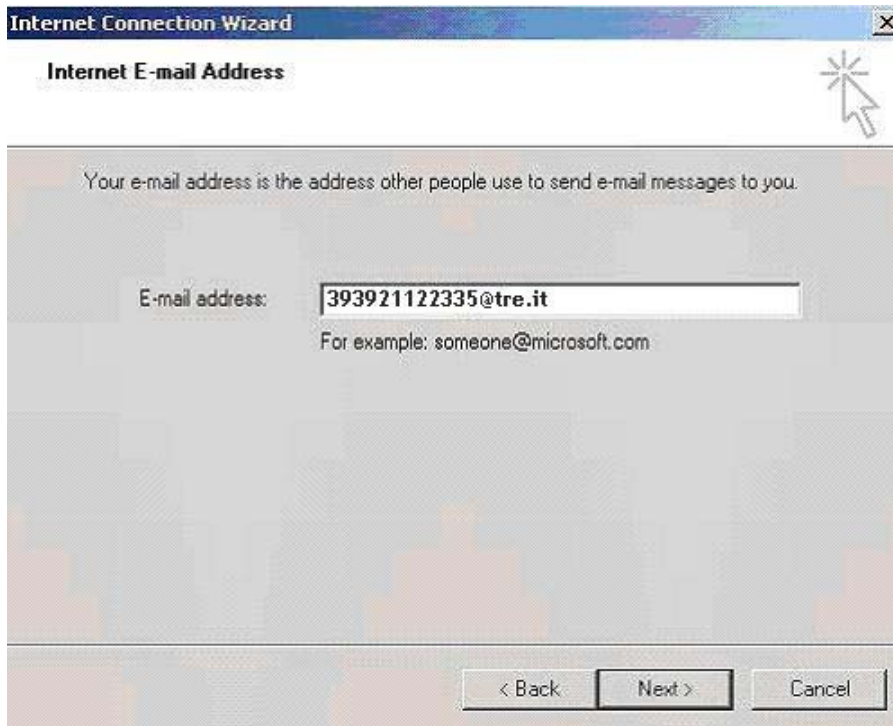 Internet Connection Wizard
Internet E-mail Address
Your e-mail address is the address other people use to send e-mail messages to you.
E-mail address: 393921122335@tre.it
For example: someone@microsoft.com
< Back Next > Cancel